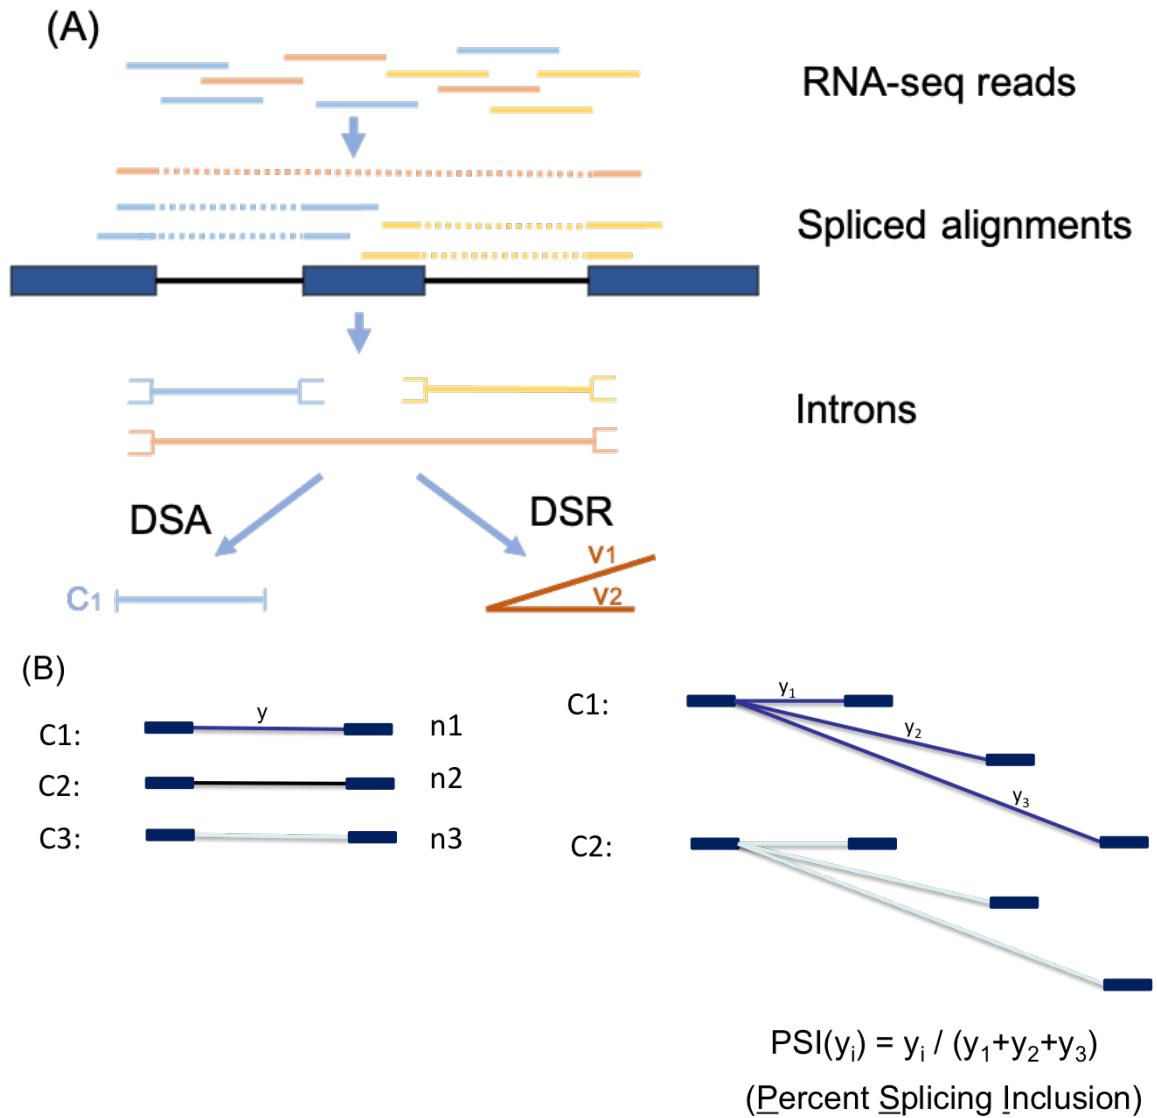 (A)
RNA-seq reads
Spliced alignments
Introns
DSA
DSR
C1
V1
V2
(B)
C1:
y
n1
C2:
n2
C3:
n3
C1:
y1
y2
y3
C2:
PSI(yi) = yi / (y1+y2+y3)
(Percent Splicing Inclusion)